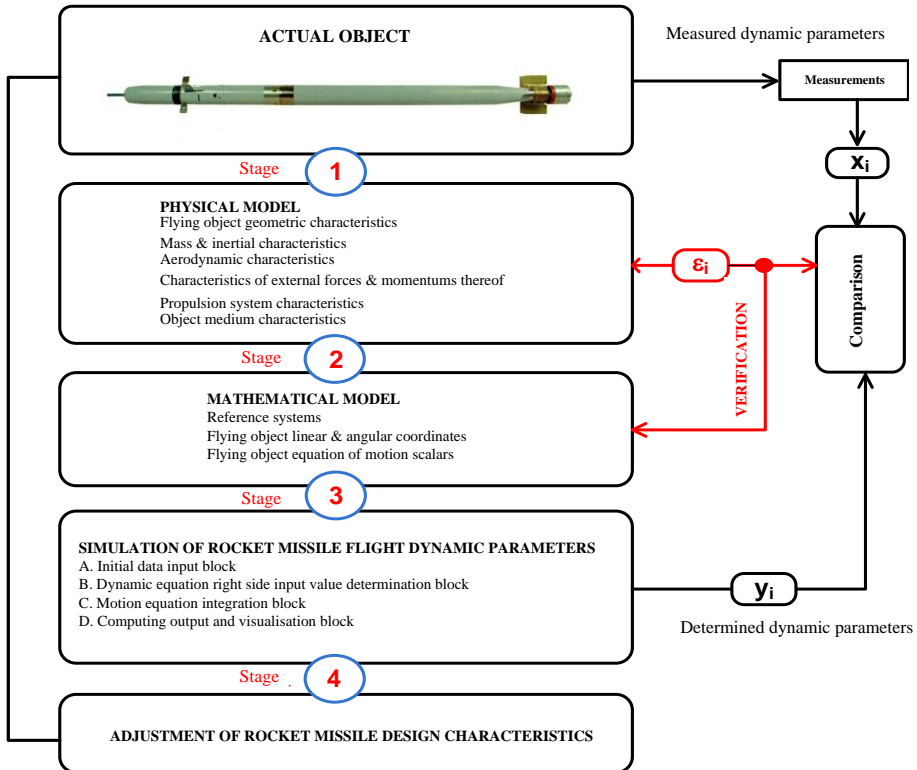 ACTUAL OBJECT
Measured dynamic parameters
Measurements
xi
Stage 1
PHYSICAL MODEL
Flying object geometric characteristics
Mass & inertial characteristics
Aerodynamic characteristics
Characteristics of external forces & momentums thereof
Propulsion system characteristics
Object medium characteristics
εi
Comparison
VERIFICATION
Stage 2
MATHEMATICAL MODEL
Reference systems
Flying object linear & angular coordinates
Flying object equation of motion scalars
Stage 3
SIMULATION OF ROCKET MISSILE FLIGHT DYNAMIC PARAMETERS
A. Initial data input block
B. Dynamic equation right side input value determination block
C. Motion equation integration block
D. Computing output and visualisation block
yi
Determined dynamic parameters
Stage . 4
ADJUSTMENT OF ROCKET MISSILE DESIGN CHARACTERISTICS